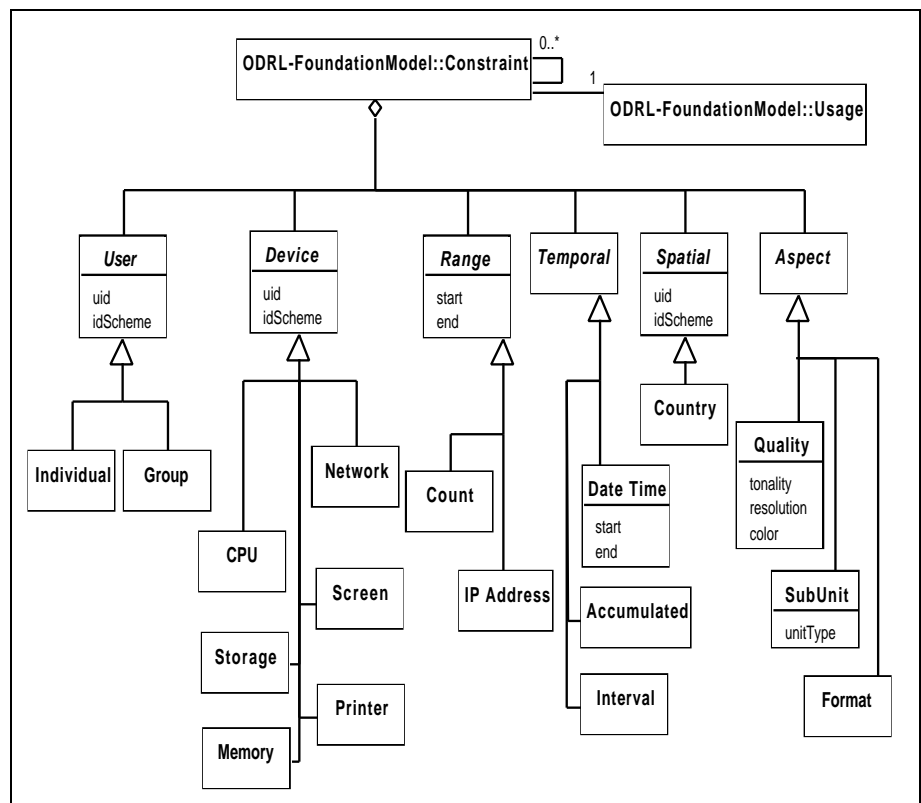 0..*
ODRL-FoundationModel::Constraint
1
ODRL-FoundationModel::Usage
User
uid
idScheme
Device
uid
idScheme
Range
start
end
Temporal
Spatial
uid
idScheme
Aspect
Individual
Group
Network
CPU
Screen
Storage
Printer
Memory
Count
IP Address
Date Time
start
end
Accumulated
Interval
Country
Quality
tonality
resolution
color
SubUnit
unitType
Format